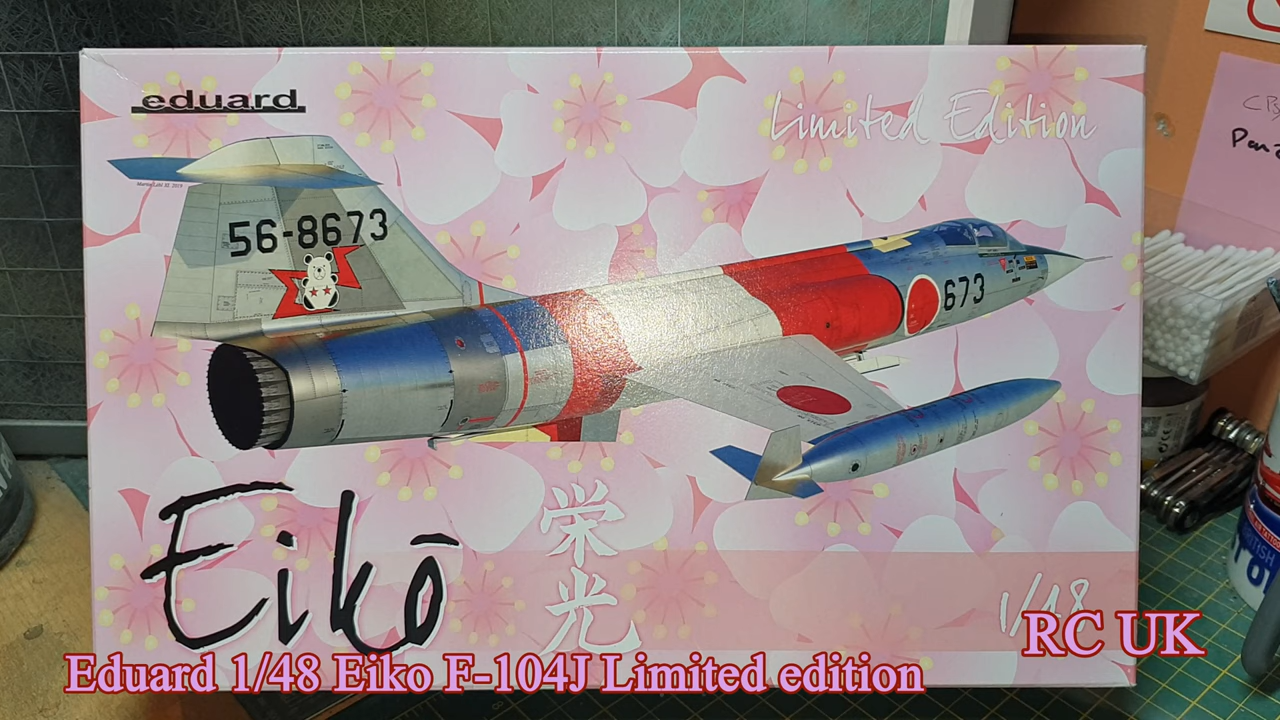 eduard
Limited Edition
56-8673
673
Eikō
栄光
1/48
RC UK
Eduard 1/48 Eiko F-104J Limited edition